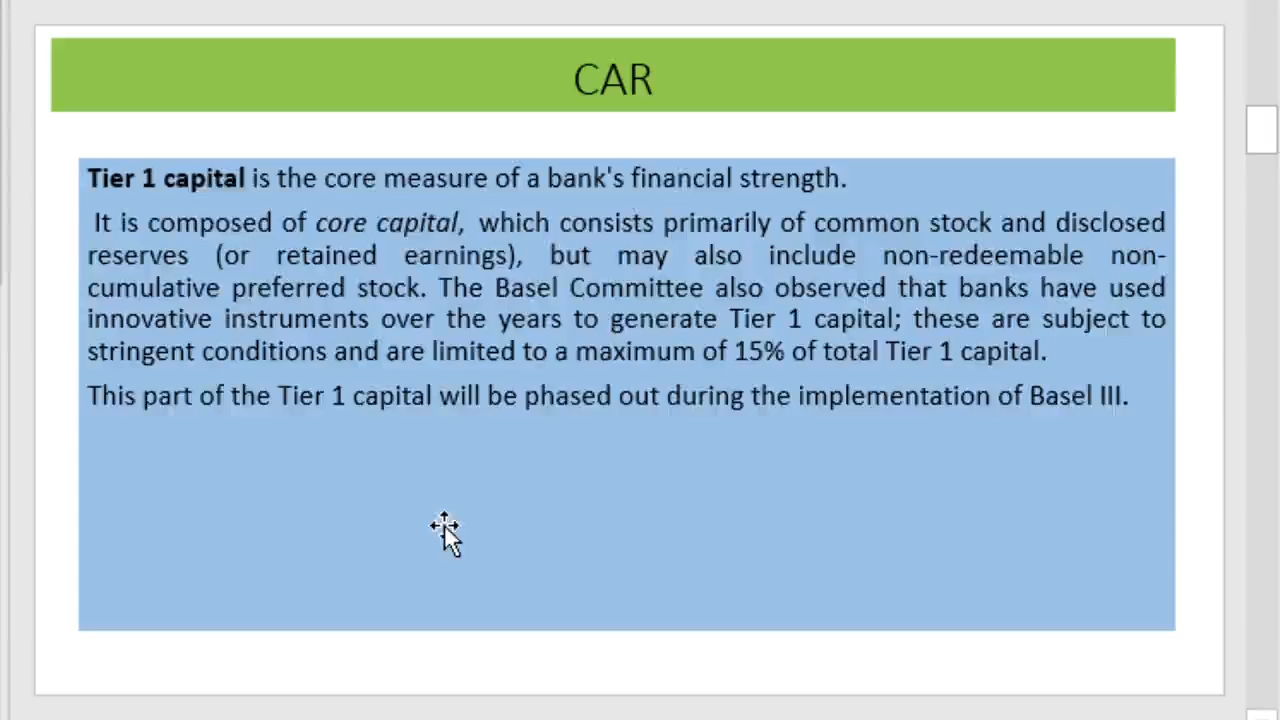 CAR
Tier 1 capital is the core measure of a bank's financial strength.
It is composed of core capital, which consists primarily of common stock and disclosed
reserves (or retained earnings), but may also include non-redeemable non-
cumulative preferred stock. The Basel Committee also observed that banks have used
innovative instruments over the years to generate Tier 1 capital; these are subject to
stringent conditions and are limited to a maximum of 15% of total Tier 1 capital.
This part of the Tier 1 capital will be phased out during the implementation of Basel III.